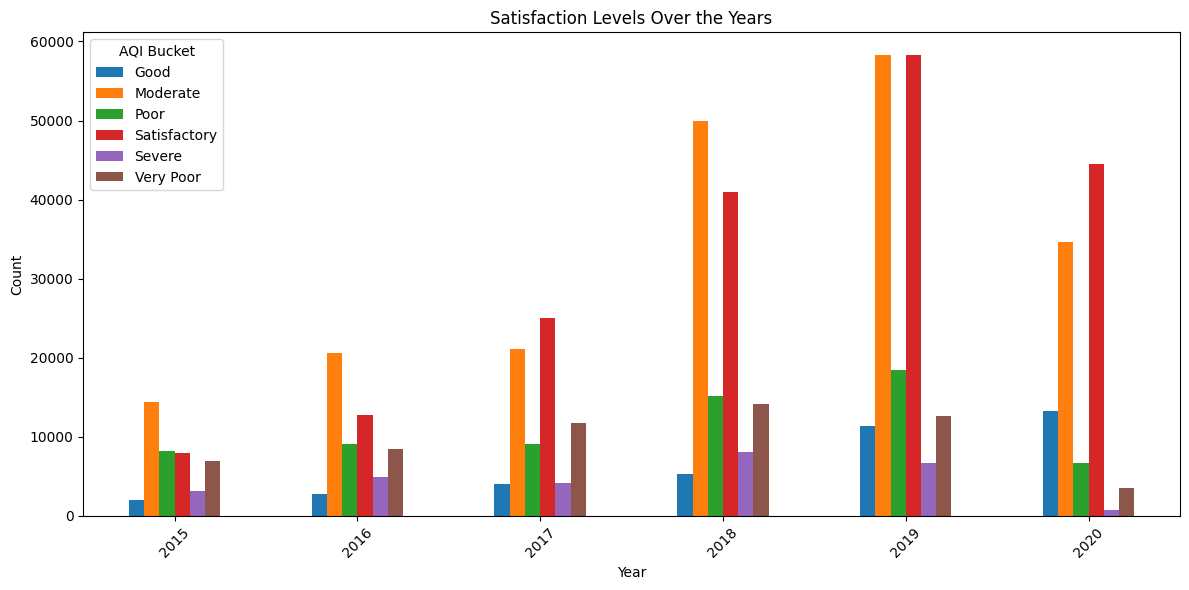 Satisfaction Levels Over the Years
AQI Bucket
Good
Moderate
Poor
Satisfactory
Severe
Very Poor
60000
50000
40000
30000
20000
10000
0
Count
2015
2016
2017
2018
2019
2020
Year